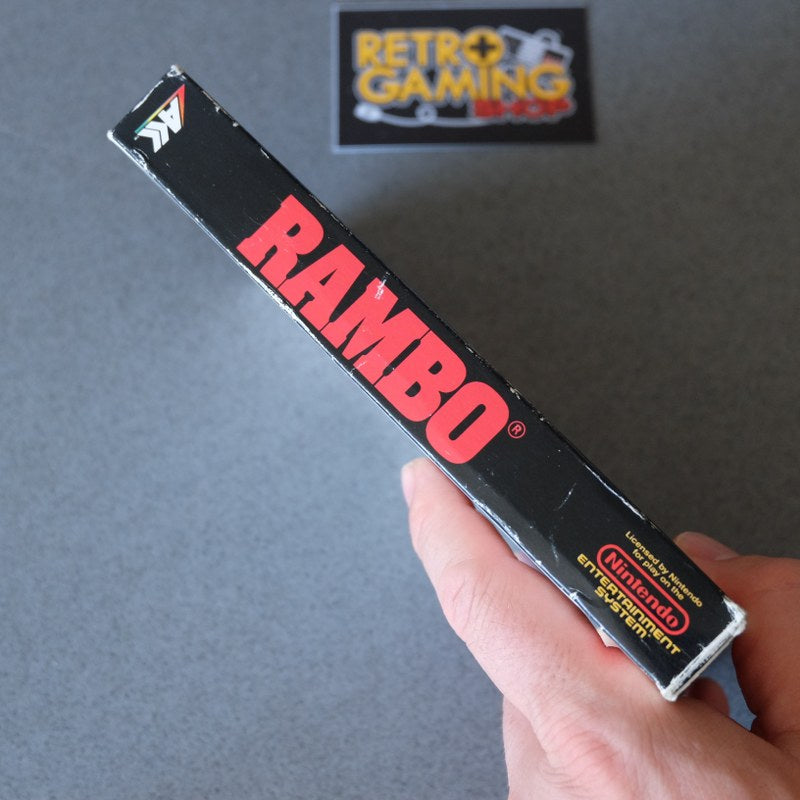 RETRO
GAMING
SHOP
RAMBO®
Licensed by Nintendo
for play on the
Nintendo
ENTERTAINMENT
SYSTEM